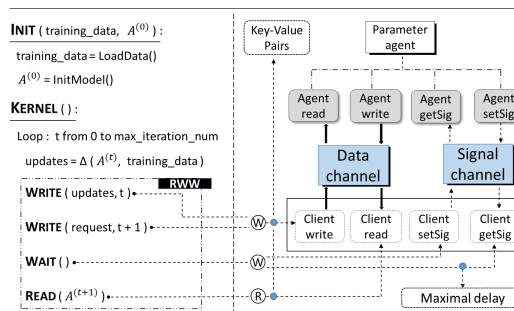 INIT ( training_data, A^(0) ) :
training_data = LoadData()
A^(0) = InitModel()
KERNEL ( ) :
Loop : t from 0 to max_iteration_num
updates = Δ ( A^(t), training_data )
RWW
WRITE ( updates, t )
WRITE ( request, t + 1 )
WAIT ( )
READ ( A^(t+1) )
Key-Value
Pairs
Parameter
agent
Agent
read
Agent
write
Agent
getSig
Agent
setSig
Data
channel
Signal
channel
Client
write
Client
read
Client
setSig
Client
getSig
W
W
R
Maximal delay